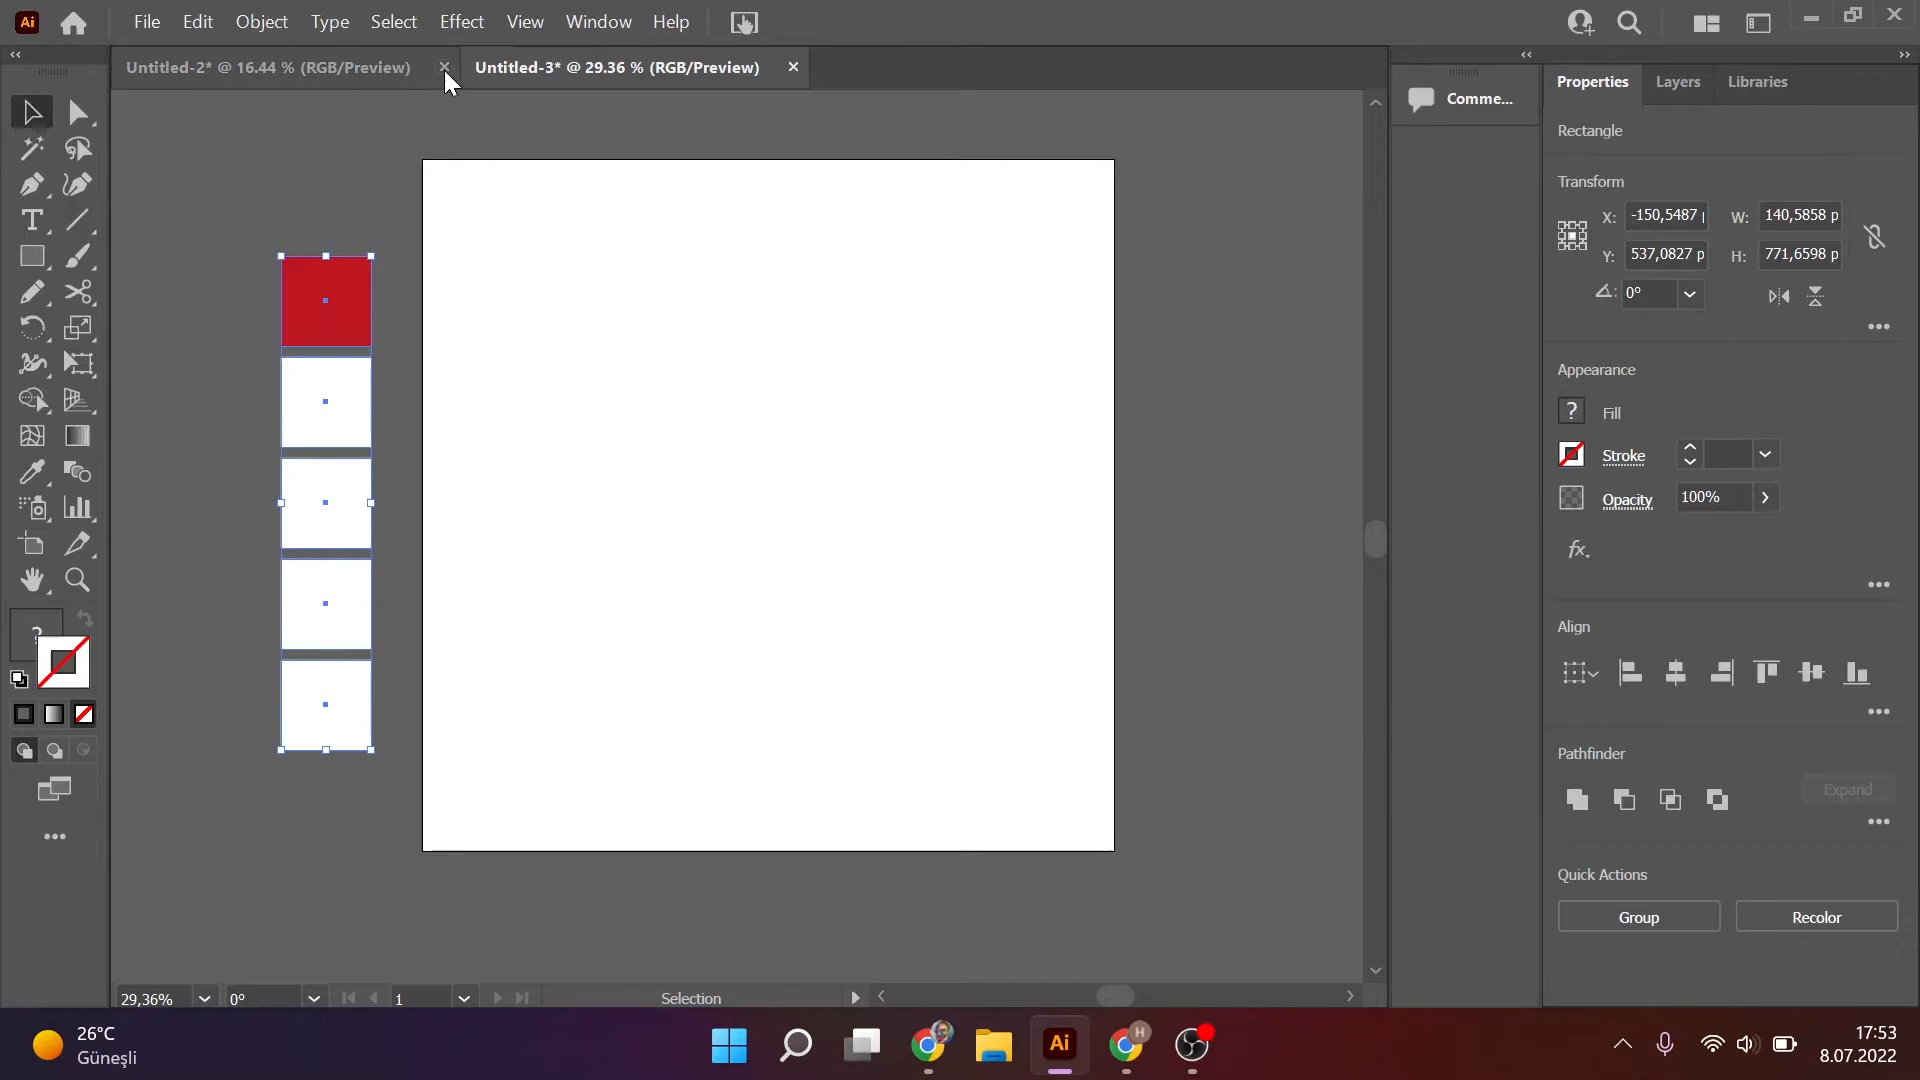 Ai File Edit Object Type Select Effect View Window Help
Untitled-2* @ 16.44 % (RGB/Preview) Untitled-3* @ 29.36 % (RGB/Preview)
Comme...
Properties Layers Libraries
Rectangle
Transform
X: -150,5487 W: 140,5858 p
Y: 537,0827 p H: 771,6598 p
0°
Appearance
? Fill
Stroke
Opacity 100%
fx.
Align
Pathfinder
Expand
Quick Actions
Group Recolor
?
29,36% 0° 1 Selection
26°C
Güneşli
Ai
H
17:53
8.07.2022